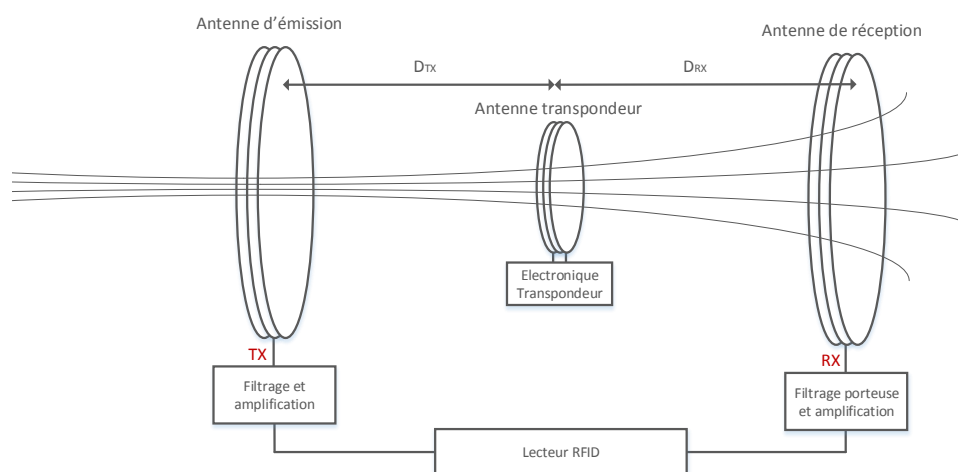 Antenne d'émission
Antenne de réception
DTX
DRX
Antenne transpondeur
Electronique
Transpondeur
TX
RX
Filtrage et
amplification
Filtrage porteuse
et amplification
Lecteur RFID